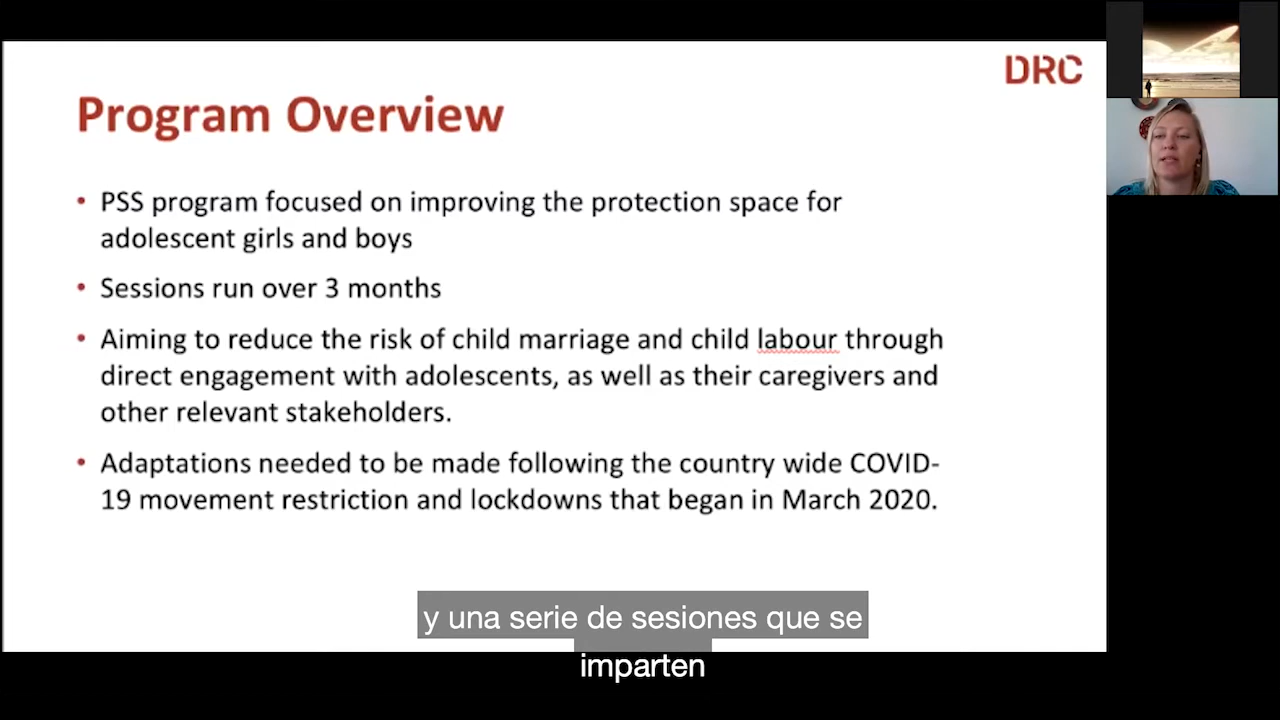 DRC
Program Overview
• PSS program focused on improving the protection space for
adolescent girls and boys
• Sessions run over 3 months
• Aiming to reduce the risk of child marriage and child labour through
direct engagement with adolescents, as well as their caregivers and
other relevant stakeholders.
• Adaptations needed to be made following the country wide COVID-
19 movement restriction and lockdowns that began in March 2020.
y una serie de sesiones que se
imparten